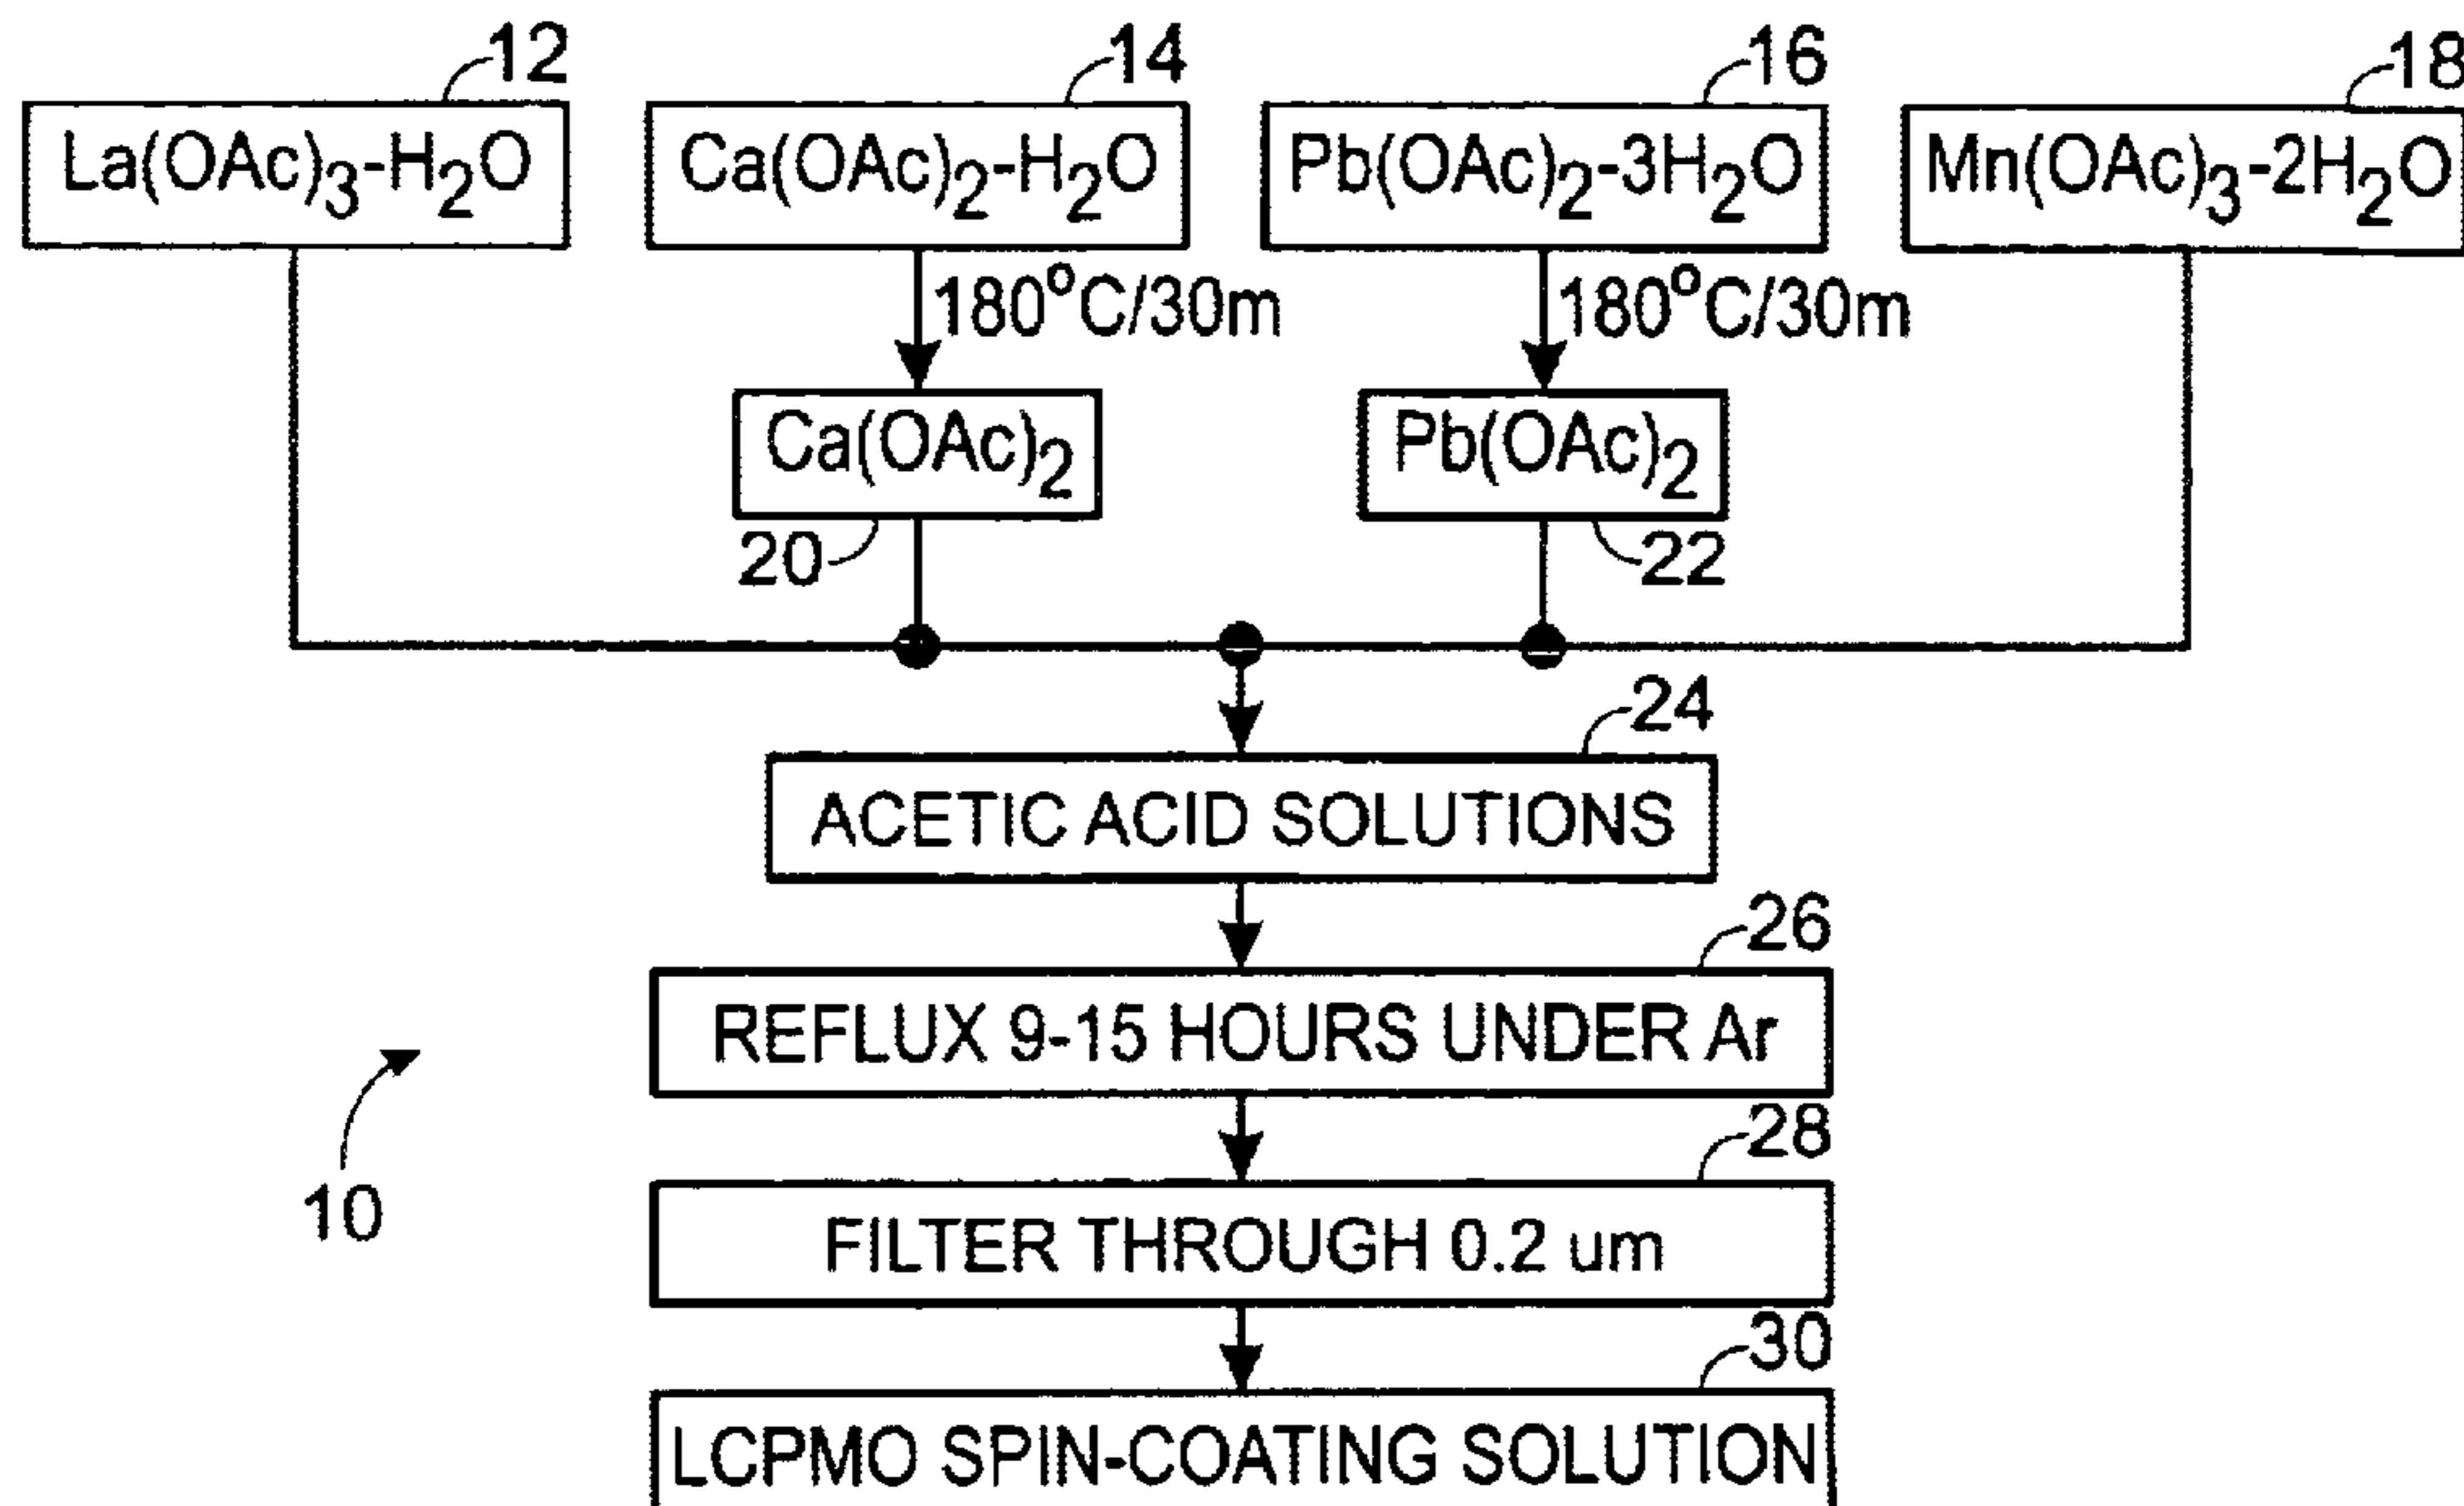 12
14
16
18
La(OAc)3-H2O
Ca(OAc)2-H2O
Pb(OAc)2-3H2O
Mn(OAc)3-2H2O
180°C/30m
180°C/30m
Ca(OAc)2
Pb(OAc)2
20
22
24
ACETIC ACID SOLUTIONS
26
REFLUX 9-15 HOURS UNDER Ar
28
10
FILTER THROUGH 0.2 um
30
LCPMO SPIN-COATING SOLUTION